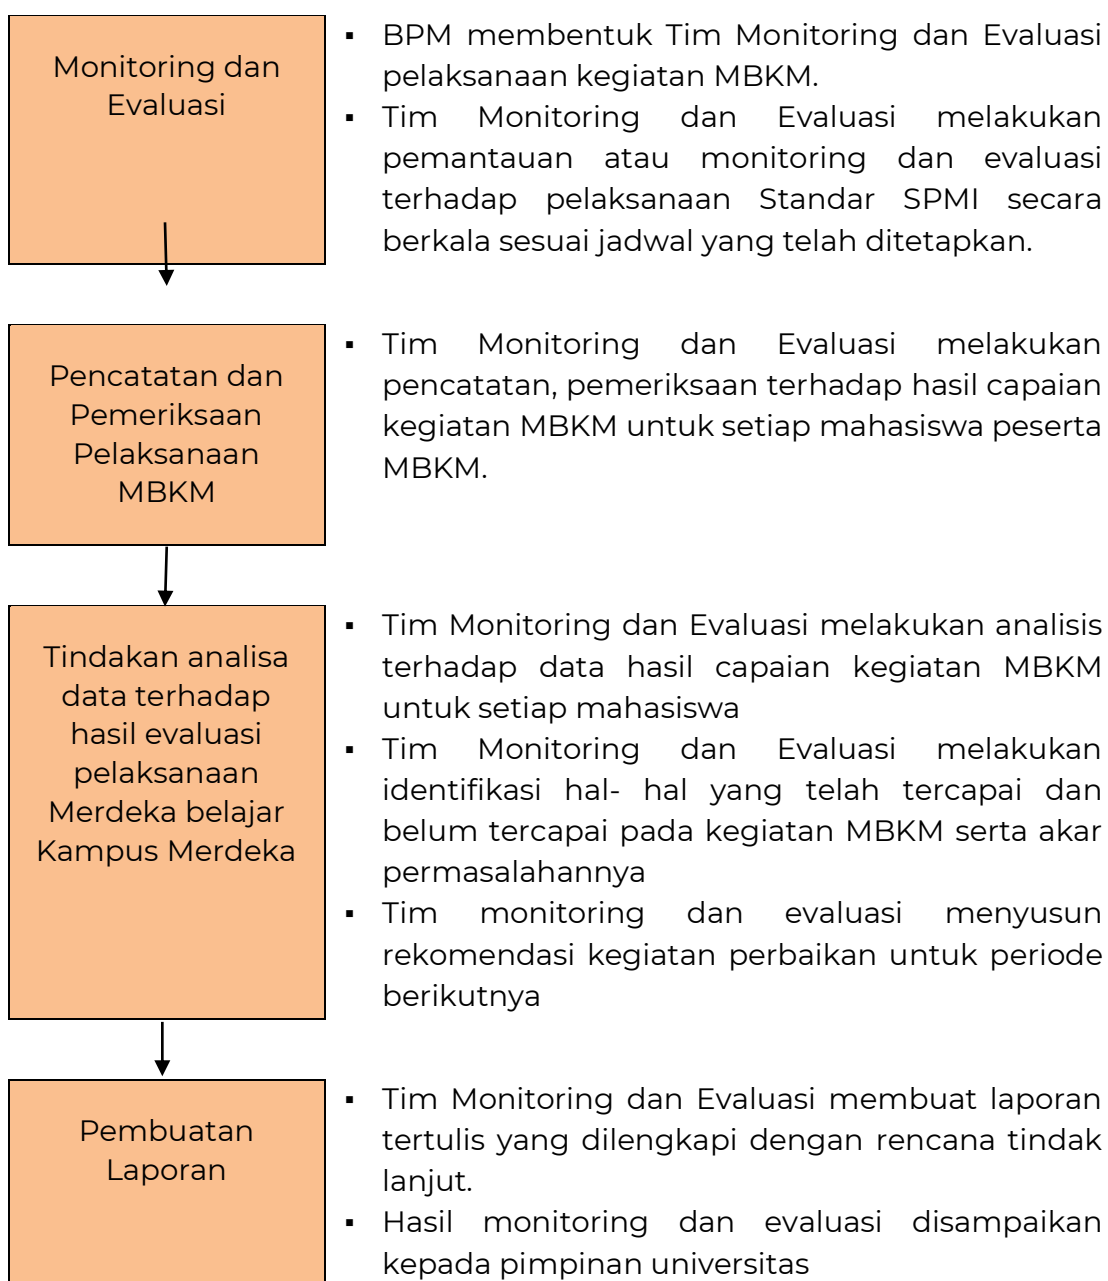 Monitoring dan
Evaluasi
▪ BPM membentuk Tim Monitoring dan Evaluasi
pelaksanaan kegiatan MBKM.
▪ Tim Monitoring dan Evaluasi melakukan
pemantauan atau monitoring dan evaluasi
terhadap pelaksanaan Standar SPMI secara
berkala sesuai jadwal yang telah ditetapkan.
Pencatatan dan
Pemeriksaan
Pelaksanaan
MBKM
▪ Tim Monitoring dan Evaluasi melakukan
pencatatan, pemeriksaan terhadap hasil capaian
kegiatan MBKM untuk setiap mahasiswa peserta
MBKM.
Tindakan analisa
data terhadap
hasil evaluasi
pelaksanaan
Merdeka belajar
Kampus Merdeka
▪ Tim Monitoring dan Evaluasi melakukan analisis
terhadap data hasil capaian kegiatan MBKM
untuk setiap mahasiswa
▪ Tim Monitoring dan Evaluasi melakukan
identifikasi hal- hal yang telah tercapai dan
belum tercapai pada kegiatan MBKM serta akar
permasalahannya
▪ Tim monitoring dan evaluasi menyusun
rekomendasi kegiatan perbaikan untuk periode
berikutnya
Pembuatan
Laporan
▪ Tim Monitoring dan Evaluasi membuat laporan
tertulis yang dilengkapi dengan rencana tindak
lanjut.
▪ Hasil monitoring dan evaluasi disampaikan
kepada pimpinan universitas